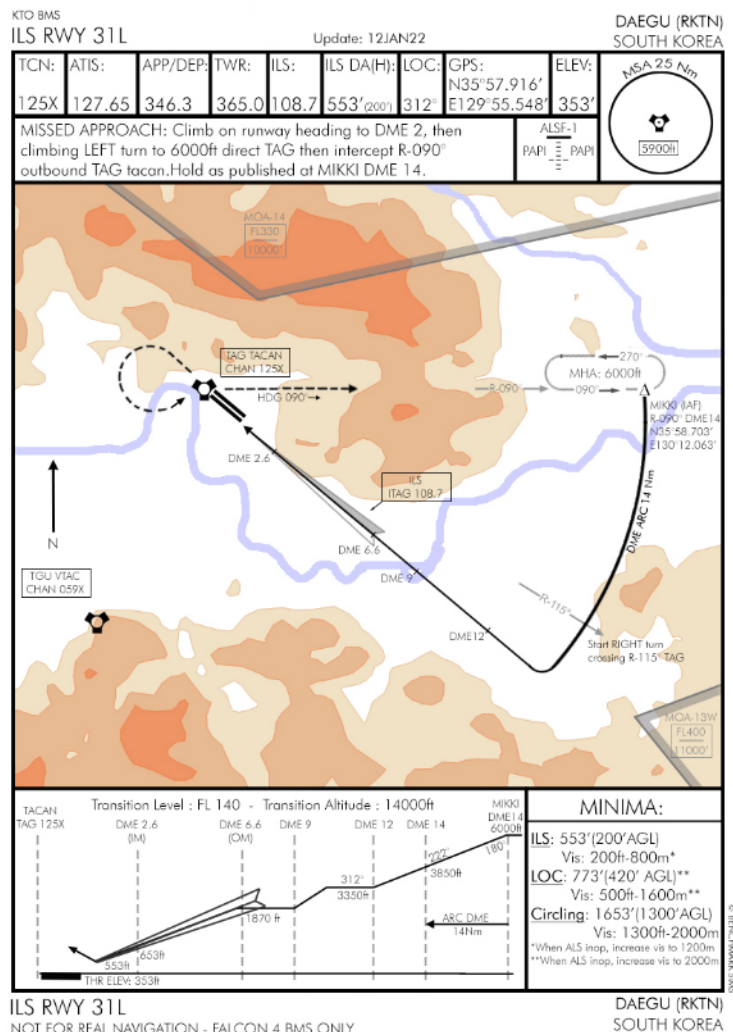 KTO BMS
ILS RWY 31L
Update: 12JAN22
DAEGU (RKTN)
SOUTH KOREA
TCN: ATIS: APP/DEP: TWR: ILS: ILS DA(H): LOC: GPS: ELEV:
N35°57.916'
125X 127.65 346.3 365.0 108.7 553'(200') 312° E129°55.548' 353'
MSA 25 Nm
5900ft
MISSED APPROACH: Climb on runway heading to DME 2, then
climbing LEFT turn to 6000ft direct TAG then intercept R-090°
outbound TAG tacan.Hold as published at MIKKI DME 14.
ALSF-1
PAPI PAPI
MOA-14
FL330
10000'
TAG TACAN
CHAN 125X
HDG 090°→
R-090°
270°
MHA: 6000ft
090°
MIKKI (IAF)
R-090° DME14
N35°58.703'
E130°12.063'
DME 2.6
ILS
ITAG 108.7
DME 6.6
DME ARC 14 Nm
N
DME 9
TGU VTAC
CHAN 059X
R-115°
DME12
Start RIGHT turn
crossing R-115° TAG
MOA-13W
FL400
11000'
Transition Level : FL 140 - Transition Altitude : 14000ft
TACAN
TAG 125X
DME 2.6
(IM)
DME 6.6
(OM)
DME 9
DME 12
DME 14
MIKKI
DME14
6000ft
222°
180°
3850ft
312°
3350ft
1870 ft
ARC DME
14Nm
653ft
553ft
THR ELEV: 353ft
MINIMA:
ILS: 553'(200'AGL)
Vis: 200ft-800m*
LOC: 773'(420' AGL)**
Vis: 500ft-1600m**
Circling: 1653'(1300'AGL)
Vis: 1300ft-2000m
*When ALS inop, increase vis to 1200m
**When ALS inop, increase vis to 2000m
ILS RWY 31L
NOT FOR REAL NAVIGATION - FALCON 4 BMS ONLY
DAEGU (RKTN)
SOUTH KOREA